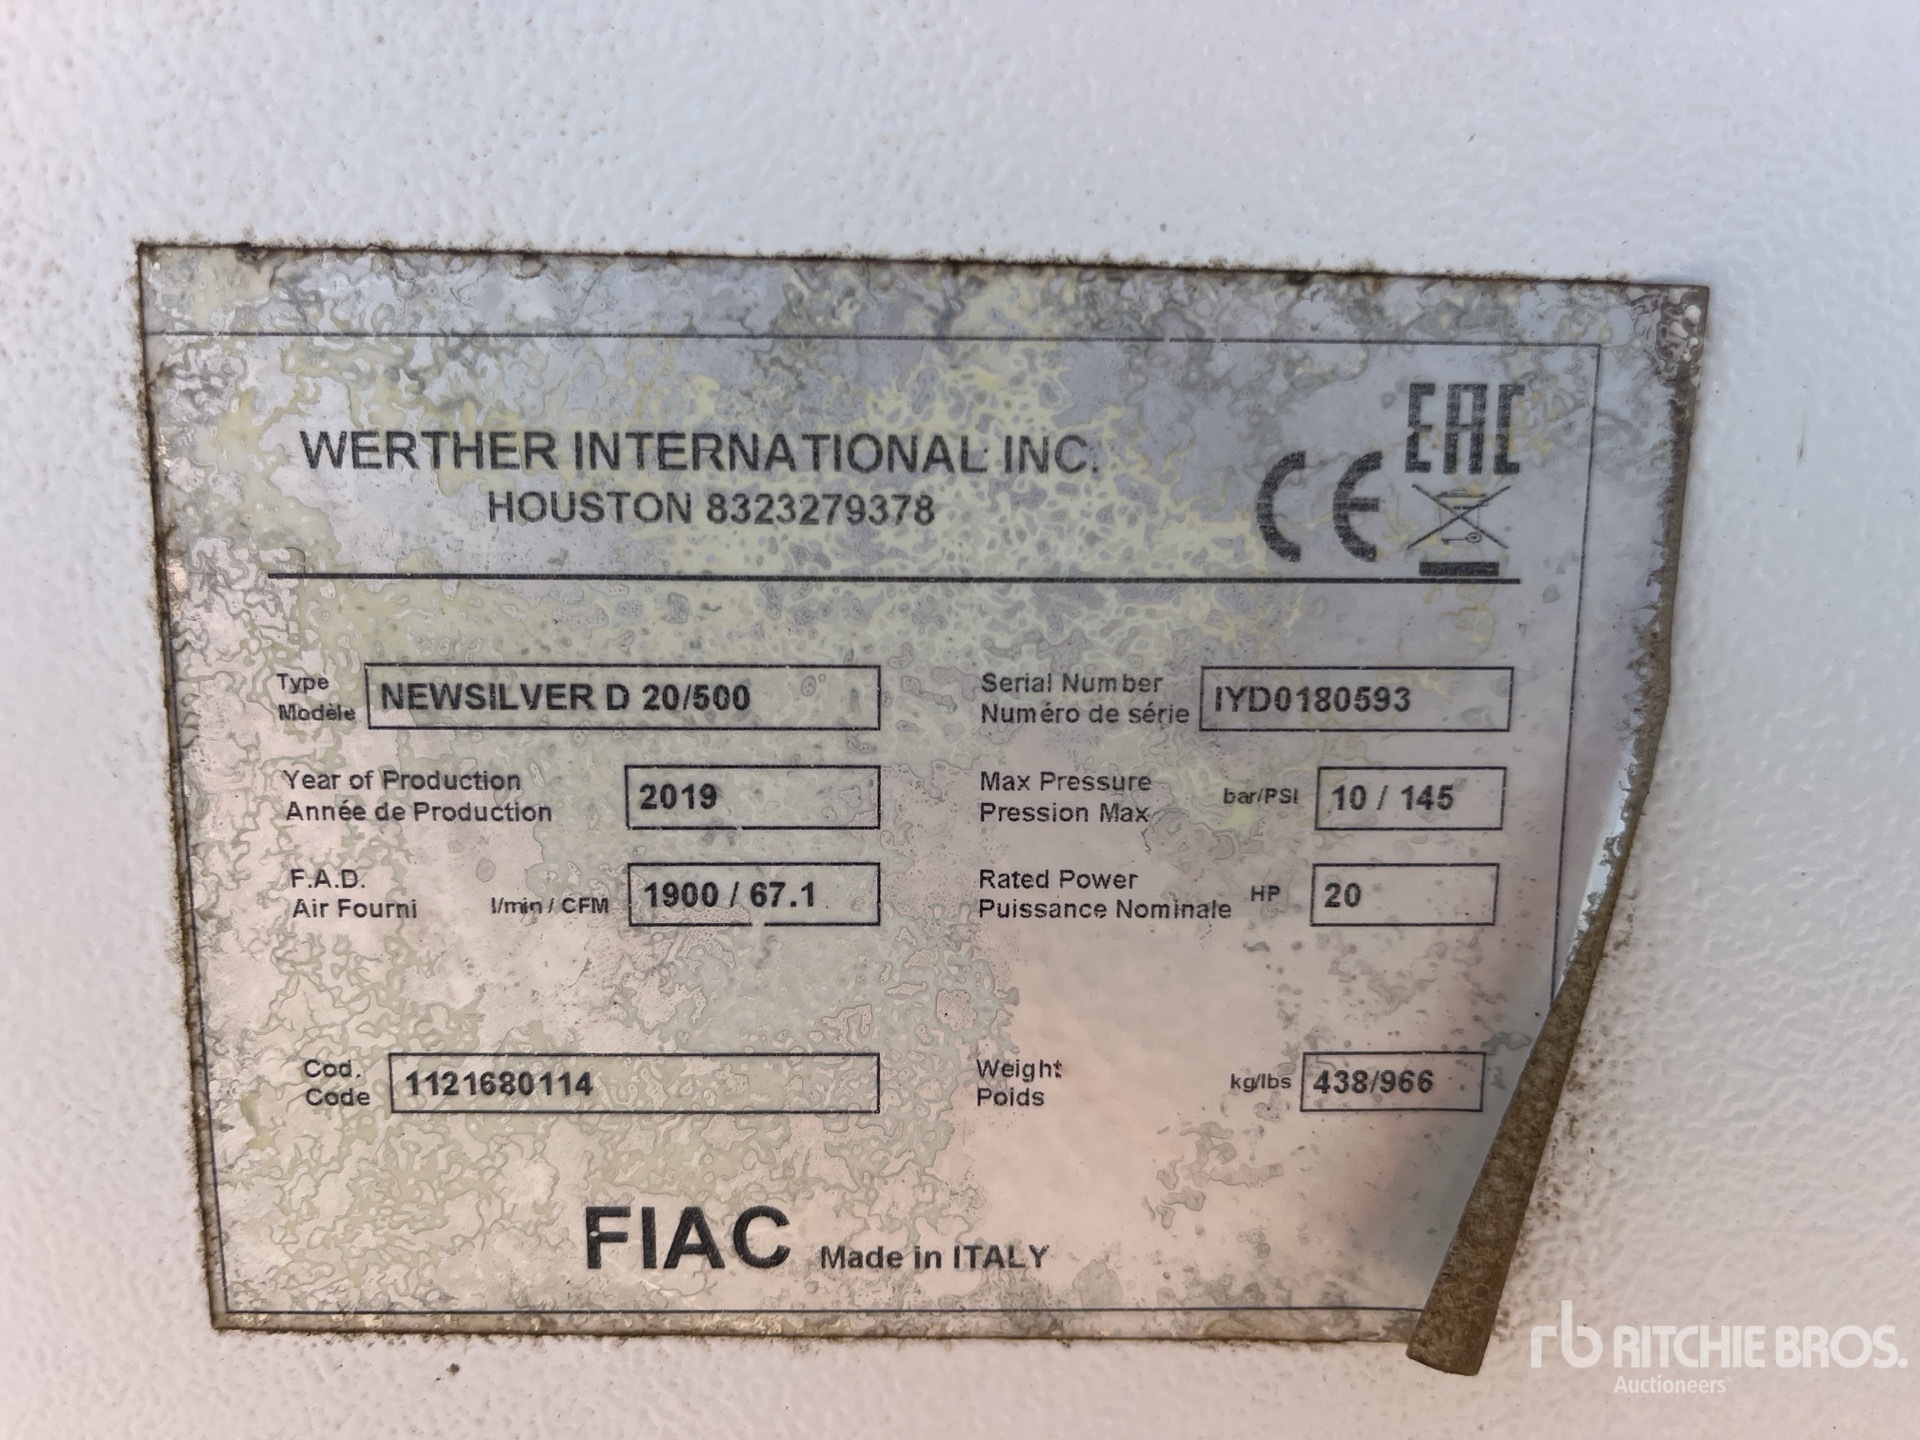 WERTHER INTERNATIONAL INC.
HOUSTON 8323279378
CE
EAC
Type
Modèle
NEWSILVER D 20/500
Serial Number
Numéro de série
IYD0180593
Year of Production
Année de Production
2019
Max Pressure
Pression Max
bar/PSI
10 / 145
F.A.D.
Air Fourni
l/min / CFM
1900 / 67.1
Rated Power
Puissance Nominale
HP
20
Cod.
Code
1121680114
Weight
Poids
kg/lbs
438/966
FIAC Made in ITALY
rb RITCHIE BROS.
Auctioneers